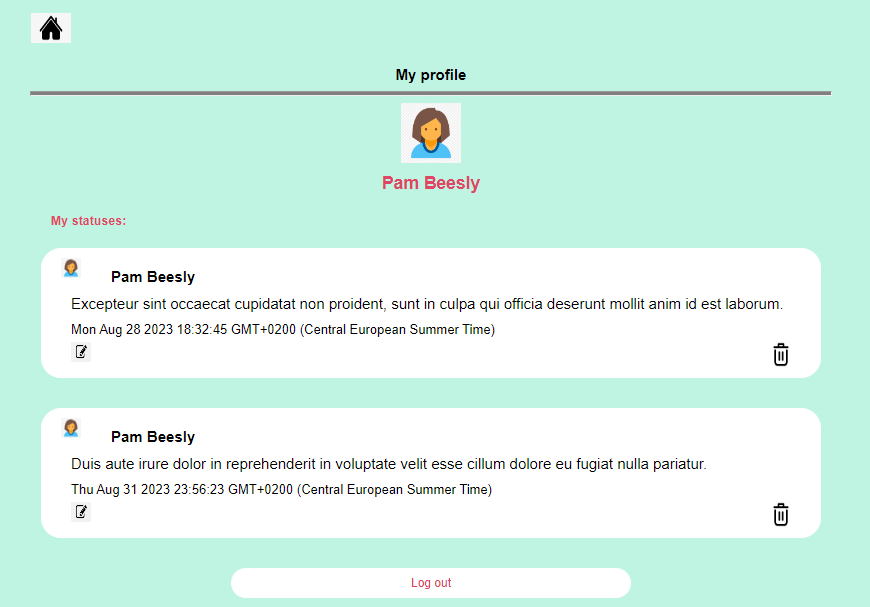 My profile
Pam Beesly
My statuses:
Pam Beesly
Excepteur sint occaecat cupidatat non proident, sunt in culpa qui officia deserunt mollit anim id est laborum.
Mon Aug 28 2023 18:32:45 GMT+0200 (Central European Summer Time)
Pam Beesly
Duis aute irure dolor in reprehenderit in voluptate velit esse cillum dolore eu fugiat nulla pariatur.
Thu Aug 31 2023 23:56:23 GMT+0200 (Central European Summer Time)
Log out